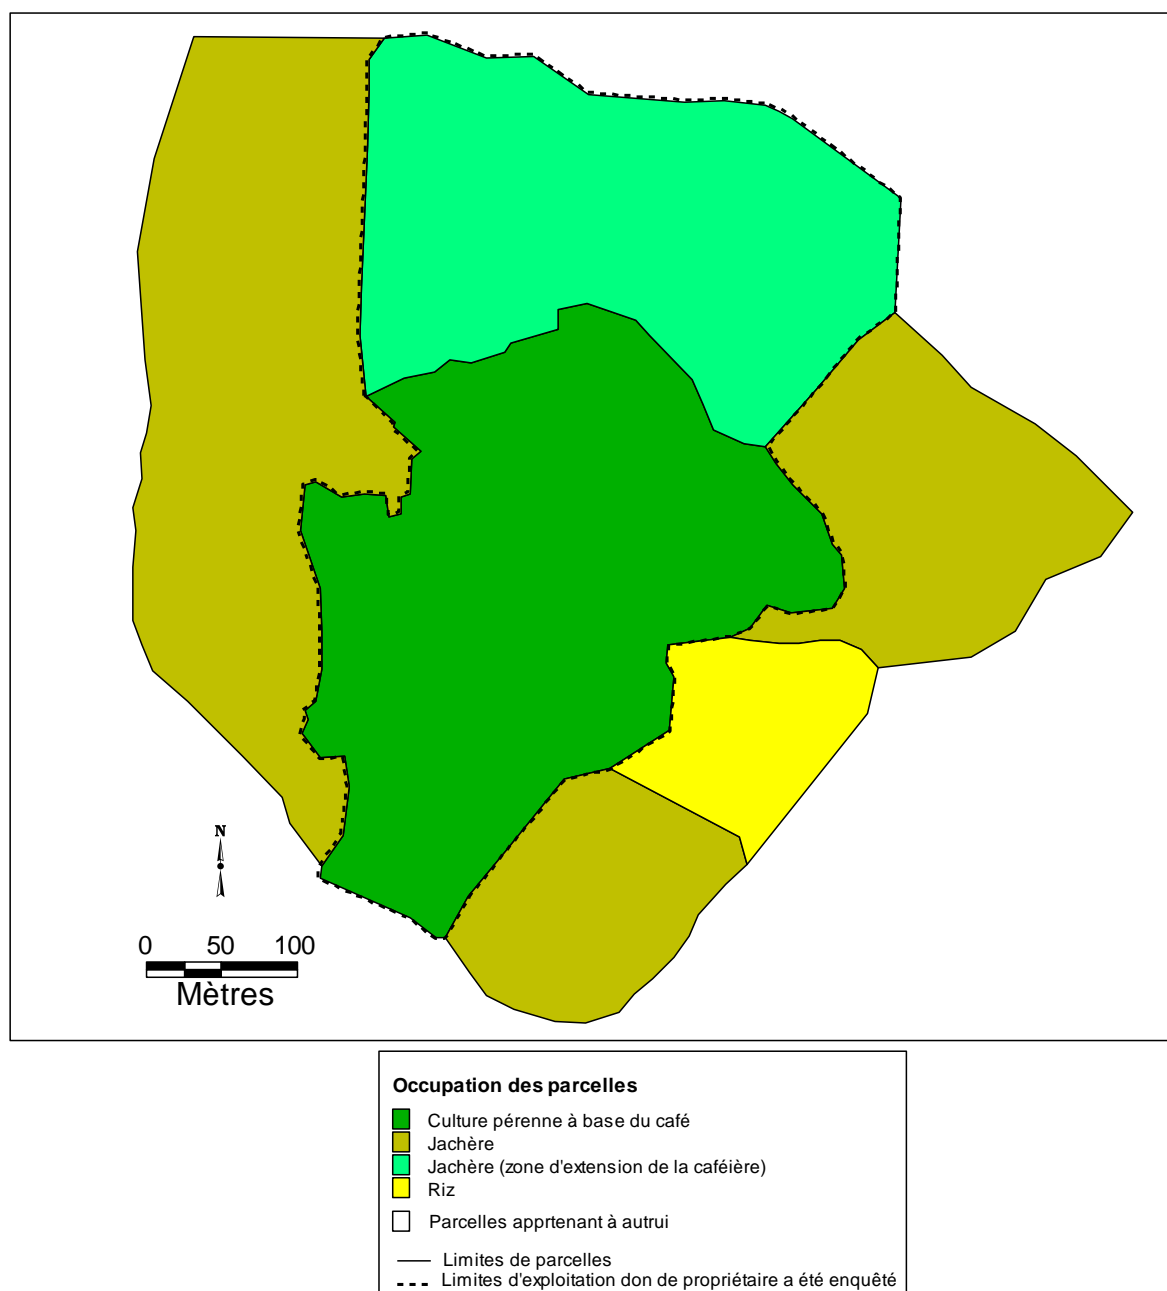 N
0 50 100
Mètres
Occupation des parcelles
Culture pérenne à base du café
Jachère
Jachère (zone d'extension de la caféière)
Riz
Parcelles apprtenant à autrui
Limites de parcelles
Limites d'exploitation don de propriétaire a été enquêté